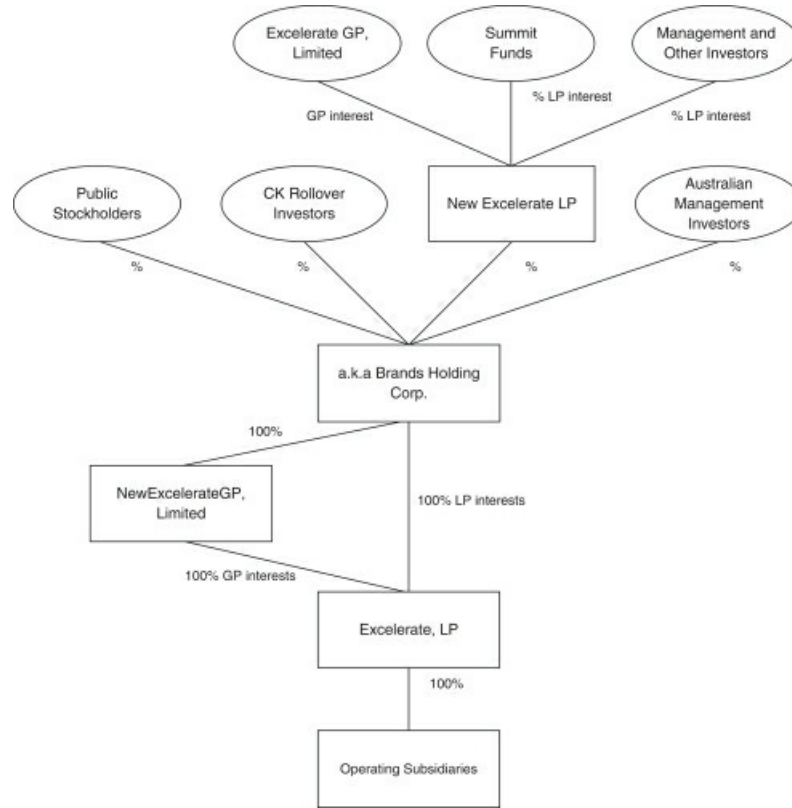 Excelerate GP,
Limited
Summit
Funds
Management and
Other Investors
GP interest
% LP interest
% LP interest
Public
Stockholders
CK Rollover
Investors
New Excelerate LP
Australian
Management
Investors
%
%
%
%
a.k.a Brands Holding
Corp.
100%
NewExcelerateGP,
Limited
100% LP interests
100% GP interests
Excelerate, LP
100%
Operating Subsidiaries